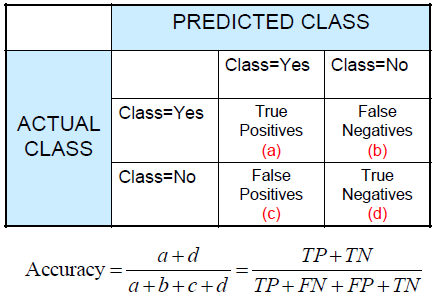 PREDICTED CLASS
Class=Yes Class=No
ACTUAL
CLASS
Class=Yes
True
Positives
(a)
False
Negatives
(b)
Class=No
False
Positives
(c)
True
Negatives
(d)
Accuracy = a + d / a + b + c + d = TP + TN / TP + FN + FP + TN